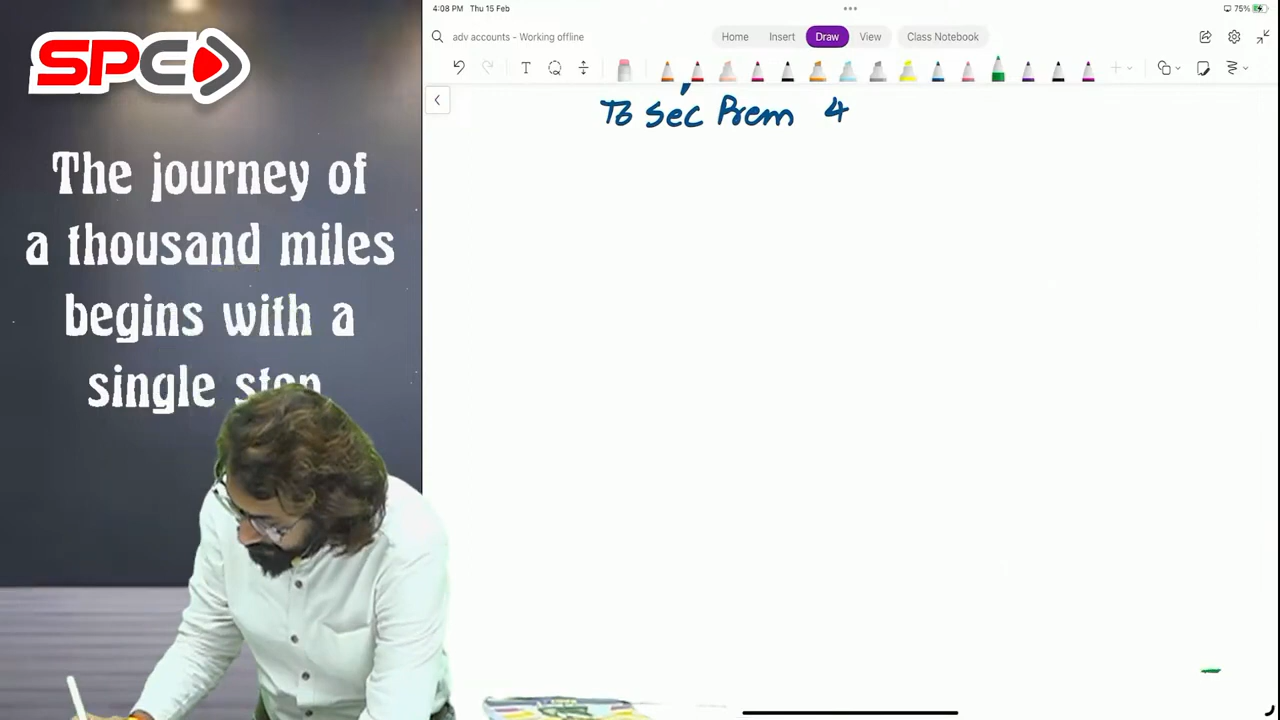 4:08 PM Thu 15 Feb
75%
SPE
adv accounts - Working offline
Home Insert Draw View Class Notebook
To Sec Prem 4
The journey of
a thousand miles
begins with a
single step